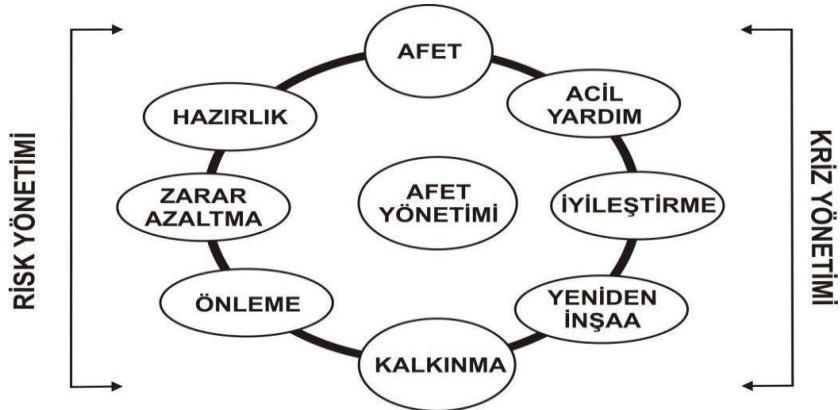 AFET
HAZIRLIK
ACİL
YARDIM
RİSK YÖNETİMİ
ZARAR
AZALTMA
AFET
YÖNETİMİ
İYİLEŞTİRME
KRİZ YÖNETİMİ
ÖNLEME
YENİDEN
İNŞAA
KALKINMA